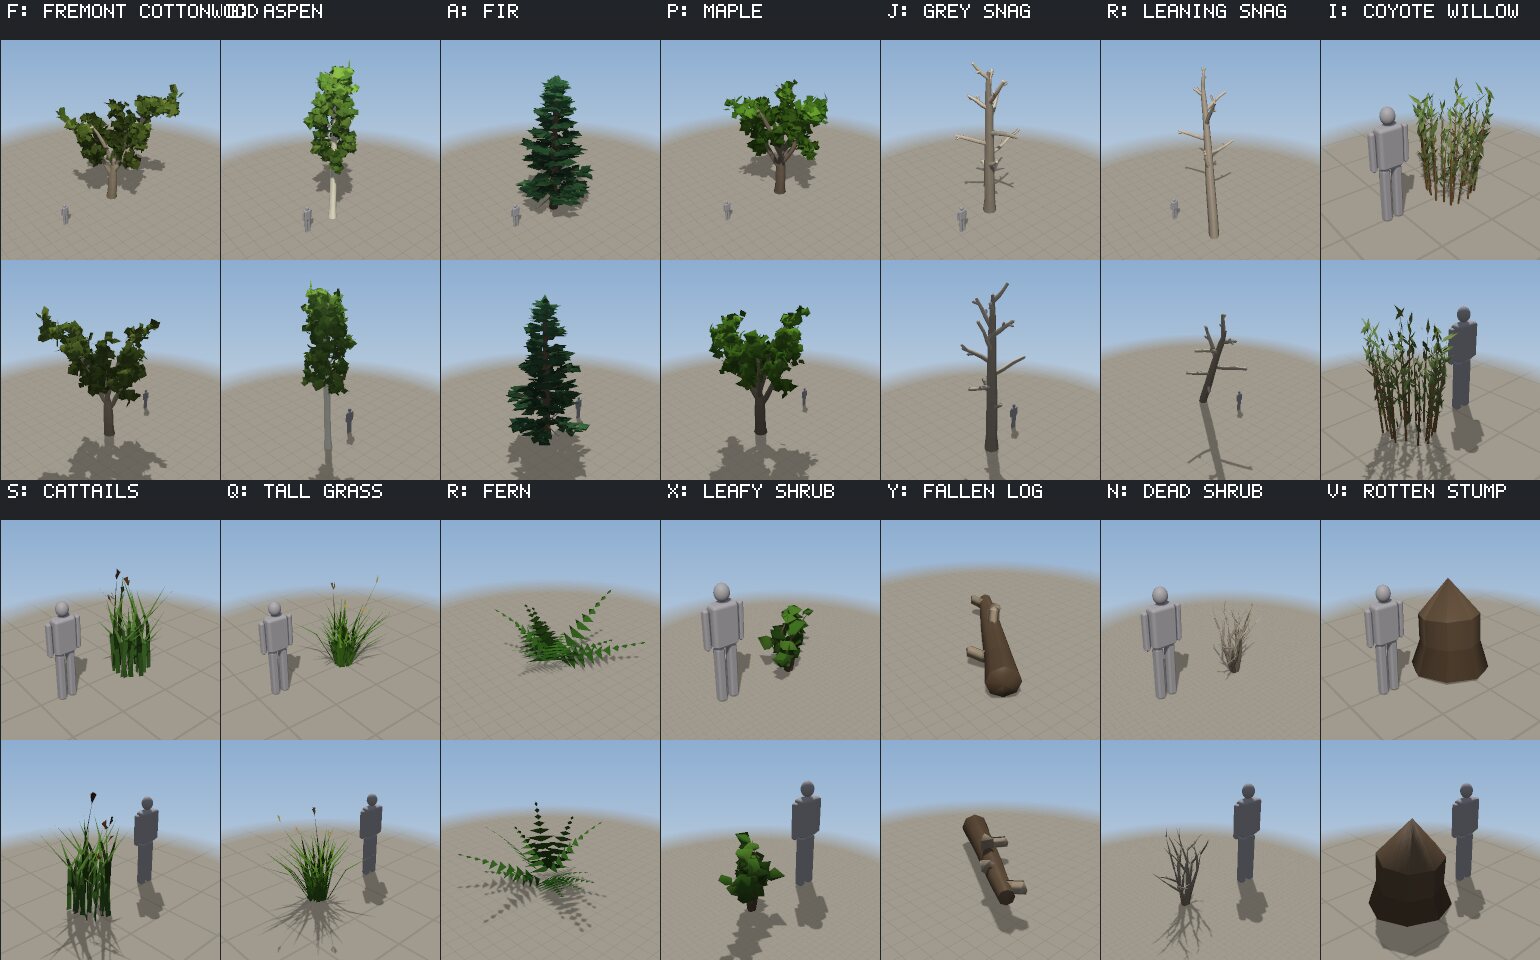 F: FREMONT COTTONWOOD
ASPEN
A: FIR
P: MAPLE
J: GREY SNAG
R: LEANING SNAG
I: COYOTE WILLOW
S: CATTAILS
Q: TALL GRASS
R: FERN
X: LEAFY SHRUB
Y: FALLEN LOG
N: DEAD SHRUB
V: ROTTEN STUMP